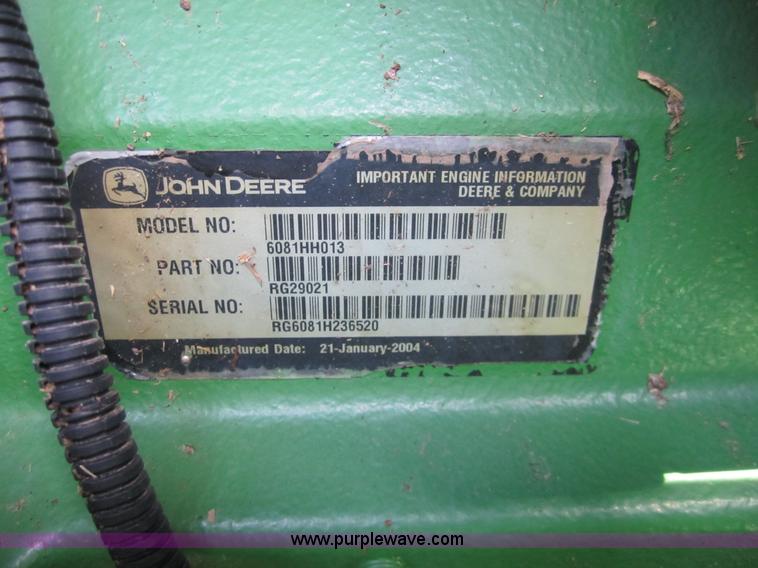 JOHN DEERE
IMPORTANT ENGINE INFORMATION
DEERE & COMPANY
MODEL NO:
6081HH013
PART NO:
RG29021
SERIAL NO:
RG6081H236520
Manufactured Date: 21-January-2004
www.purplewave.com